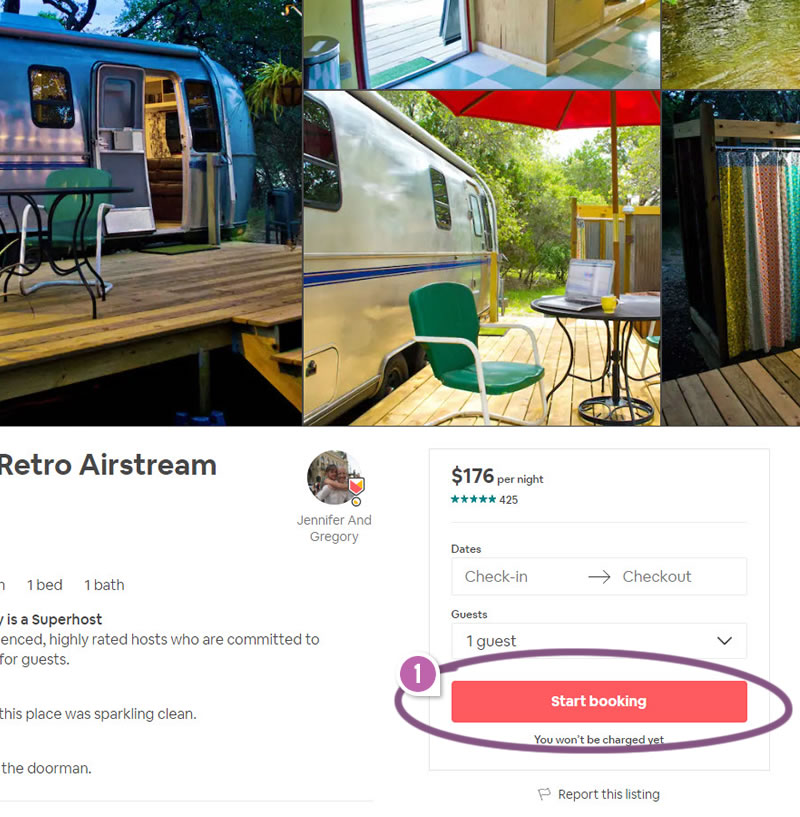 Retro Airstream
Jennifer And
Gregory
1 bed 1 bath
is a Superhost
enced, highly rated hosts who are committed to
for guests.
this place was sparkling clean.
the doorman.
$176 per night
425
Dates
Check-in → Checkout
Guests
1 guest
1
Start booking
You won't be charged yet
Report this listing